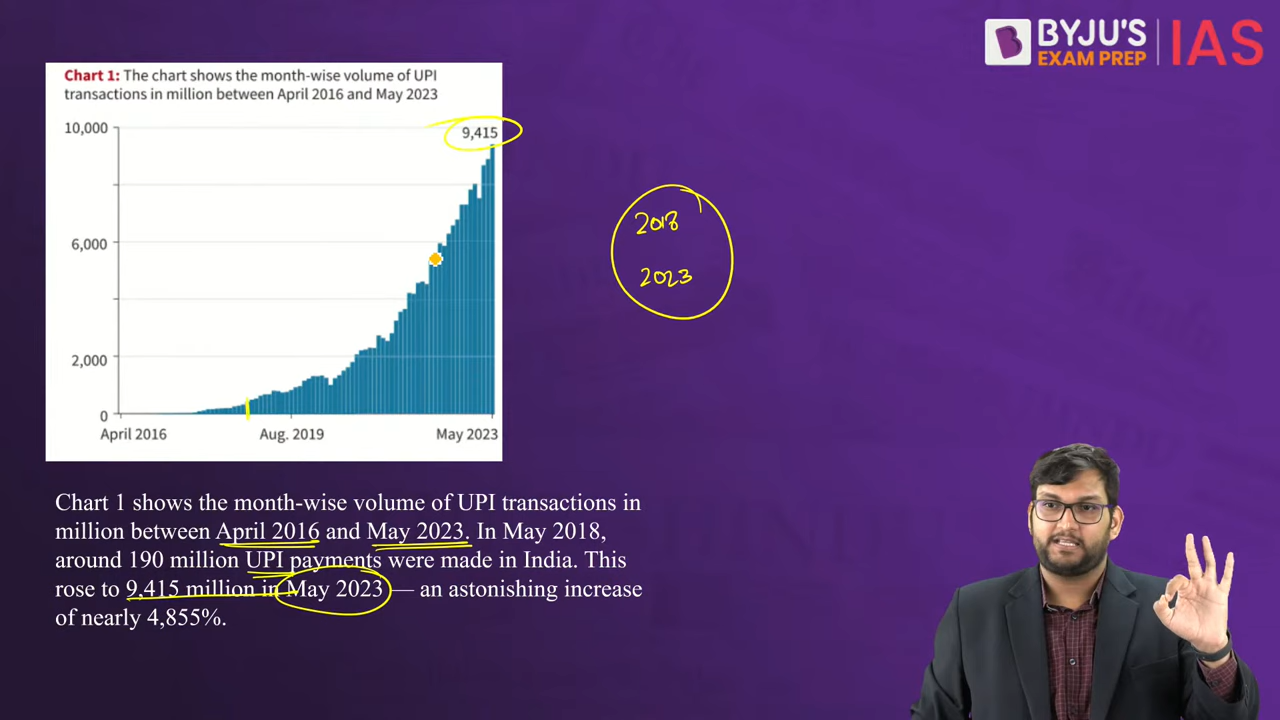 BYJU'S
EXAM PREP
IAS
Chart 1: The chart shows the month-wise volume of UPI
transactions in million between April 2016 and May 2023
10,000
9,415
6,000
2,000
0
April 2016
Aug. 2019
May 2023
2018
2023
Chart 1 shows the month-wise volume of UPI transactions in
million between April 2016 and May 2023. In May 2018,
around 190 million UPI payments were made in India. This
rose to 9,415 million in May 2023 — an astonishing increase
of nearly 4,855%.